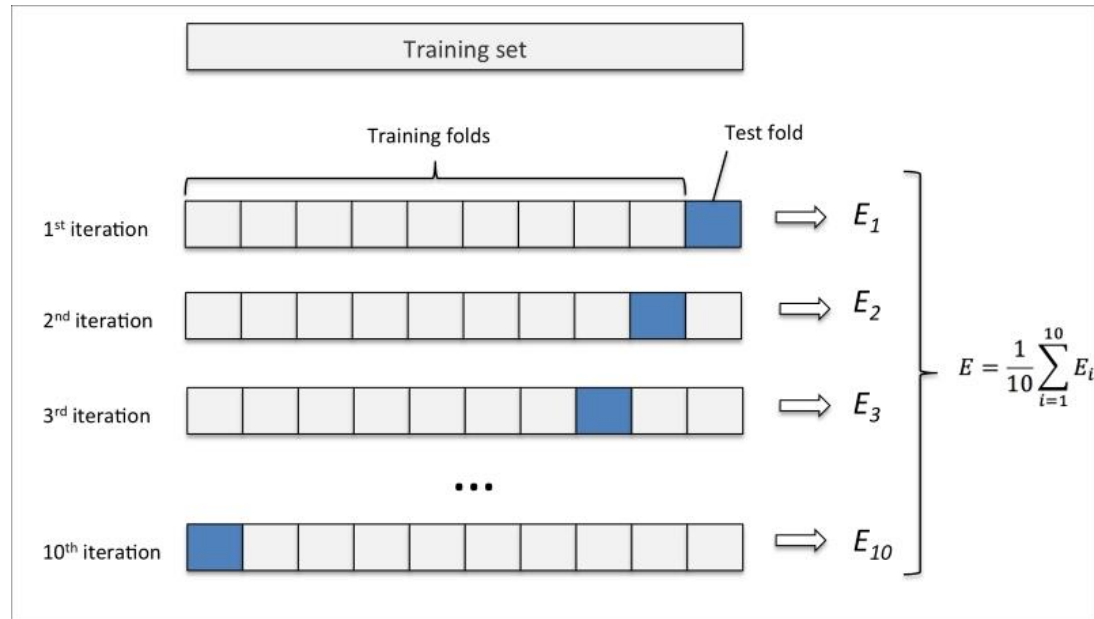 Training set
Training folds
Test fold
1st iteration
E1
2nd iteration
E2
3rd iteration
E3
...
10th iteration
E10
E = 1/10 ∑_{i=1}^{10} E_i